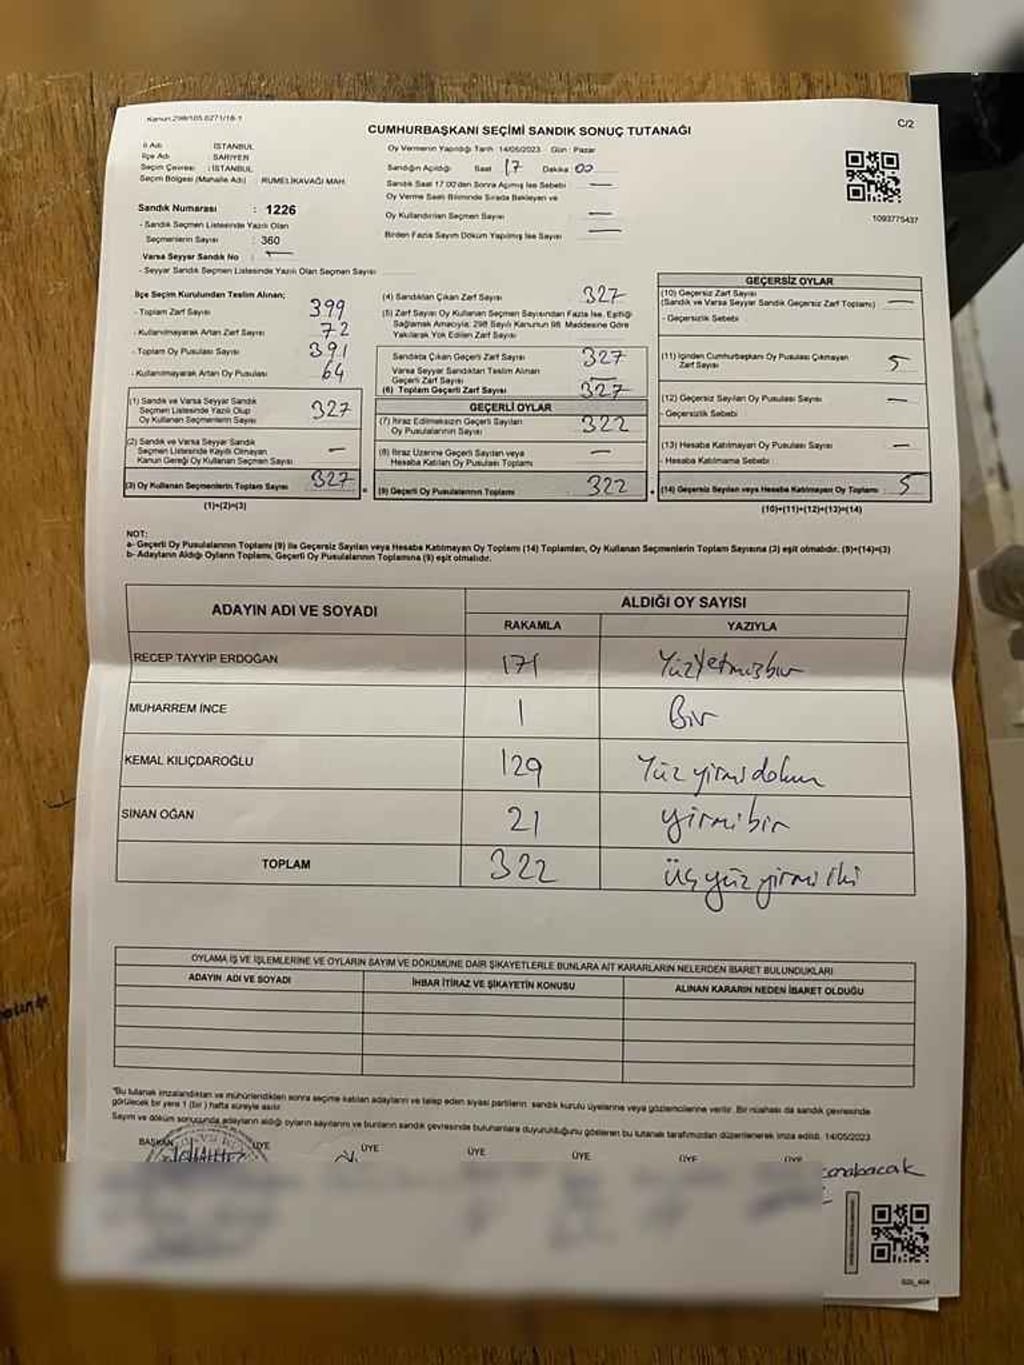 Kanun:298/105,6271/18-1
C/2
CUMHURBAŞKANI SEÇİMİ SANDIK SONUÇ TUTANAĞI
İl Adı : İSTANBUL
İlçe Adı : SARIYER
Seçim Çevresi : İSTANBUL
Seçim Bölgesi (Mahalle Adı) : RUMELİKAVAĞI MAH.
Sandık Numarası : 1226
- Sandık Seçmen Listesinde Yazılı Olan
Seçmenlerin Sayısı : 360
Varsa Seyyar Sandık No : —
- Seyyar Sandık Seçmen Listesinde Yazılı Olan Seçmen Sayısı
Oy Vermenin Yapıldığı Tarih : 14/05/2023 Gün : Pazar
Sandığın Açıldığı Saat 17 Dakika 00
Sandık Saat 17:00'den Sonra Açılmış İse Sebebi —
Oy Verme Saati Bitiminde Sırada Bekleyen ve
Oy Kullandırılan Seçmen Sayısı —
Birden Fazla Sayım Döküm Yapılmış İse Sayısı —
1093775437
İlçe Seçim Kurulundan Teslim Alınan;
- Toplam Zarf Sayısı 399
- Kullanılmayarak Artan Zarf Sayısı 72
- Toplam Oy Pusulası Sayısı 391
- Kullanılmayarak Artan Oy Pusulası 64
(1) Sandık ve Varsa Seyyar Sandık
Seçmen Listesinde Yazılı Olup
Oy Kullanan Seçmen Sayısı 327
(2) Sandık ve Varsa Seyyar Sandık
Seçmen Listesinde Kayıtlı Olmayan
Kanun Gereği Oy Kullanan Seçmen Sayısı —
(3) Oy Kullanan Seçmenlerin Toplam Sayısı 327
(1)+(2)=(3)
(4) Sandıktan Çıkan Zarf Sayısı 327
(5) Zarf Sayısı Oy Kullanan Seçmen Sayısından Fazla İse, Eşitliği
Sağlamak Amacıyla; 298 Sayılı Kanunun 98. Maddesine Göre
Yakılarak Yok Edilen Zarf Sayısı
Sandıkta Çıkan Geçerli Zarf Sayısı 327
Varsa Seyyar Sandıktan Teslim Alınan
Geçerli Zarf Sayısı —
(6) Toplam Geçerli Zarf Sayısı 327
GEÇERLİ OYLAR
(7) İtiraz Edilmeksizin Geçerli Sayılan
Oy Pusulalarının Sayısı 322
(8) İtiraz Üzerine Geçerli Sayılan veya
Hesaba Katılan Oy Pusulası Toplamı —
(9) Geçerli Oy Pusulalarının Toplamı 322
GEÇERSİZ OYLAR
(10) Geçersiz Zarf Sayısı
(Sandık ve Varsa Seyyar Sandık Geçersiz Zarf Toplamı) —
- Geçersizlik Sebebi
(11) İçinden Cumhurbaşkanı Oy Pusulası Çıkmayan
Zarf Sayısı 5
(12) Geçersiz Sayılan Oy Pusulası Sayısı —
- Geçersizlik Sebebi
(13) Hesaba Katılmayan Oy Pusulası Sayısı —
- Hesaba Katılmama Sebebi
(14) Geçersiz Sayılan veya Hesaba Katılmayan Oy Toplamı 5
(10)+(11)+(12)+(13)=(14)
NOT:
a- Geçerli Oy Pusulalarının Toplamı (9) ile Geçersiz Sayılan veya Hesaba Katılmayan Oy Toplamı (14) Toplamları, Oy Kullanan Seçmenlerin Toplam Sayısına (3) eşit olmalıdır. (9)+(14)=(3)
b- Adayların Aldığı Oyların Toplamı, Geçerli Oy Pusulalarının Toplamına (9) eşit olmalıdır.
ADAYIN ADI VE SOYADI
ALDIĞI OY SAYISI
RAKAMLA YAZIYLA
RECEP TAYYİP ERDOĞAN 171 Yüzyetmişbir
MUHARREM İNCE 1 Bir
KEMAL KILIÇDAROĞLU 129 Yüz yirmi dokuz
SİNAN OĞAN 21 yirmibir
TOPLAM 322 üçyüz yirmi iki
OYLAMA İŞ VE İŞLEMLERİNE VE OYLARIN SAYIM VE DÖKÜMÜNE DAİR ŞİKAYETLERLE BUNLARA AİT KARARLARIN NELERDEN İBARET BULUNDUKLARI
ADAYIN ADI VE SOYADI İHBAR İTİRAZ VE ŞİKAYETİN KONUSU ALINAN KARARIN NEDEN İBARET OLDUĞU
*Bu tutanak imzalandıktan ve mühürlendikten sonra seçime katılan adayların ve talep eden siyasi partilerin sandık kurulu üyelerine veya gözlemcilerine verilir. Bir nüshası da sandık çevresinde
görülecek bir yere 1 (bir ) hafta süreyle asılır.
Sayım ve döküm sonucunda adayların aldığı oyların sayılarını ve bunların sandık çevresinde bulunanlara duyurulduğunu gösteren bu tutanak tarafımızdan düzenlenerek imza edildi. 14/05/2023
BAŞKAN ÜYE ÜYE ÜYE ÜYE ÜYE ÜYE